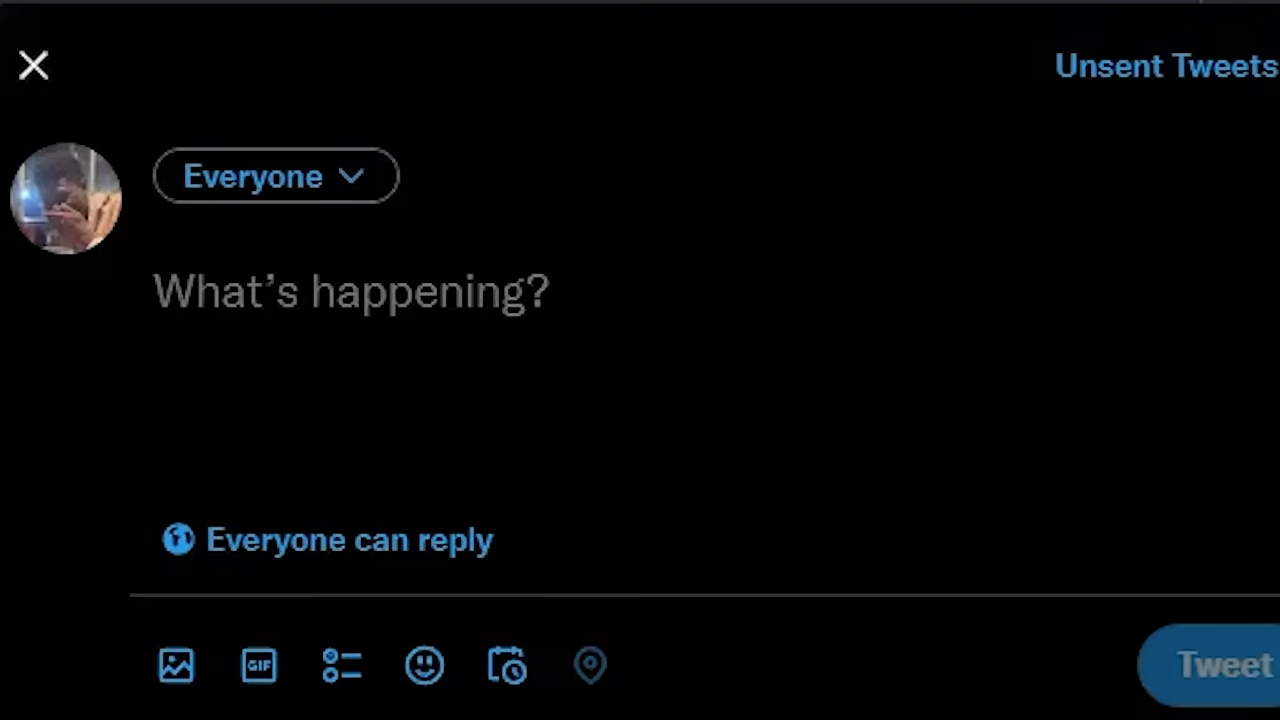 Unsent Tweets
Everyone
What's happening?
Everyone can reply
GIF
Tweet